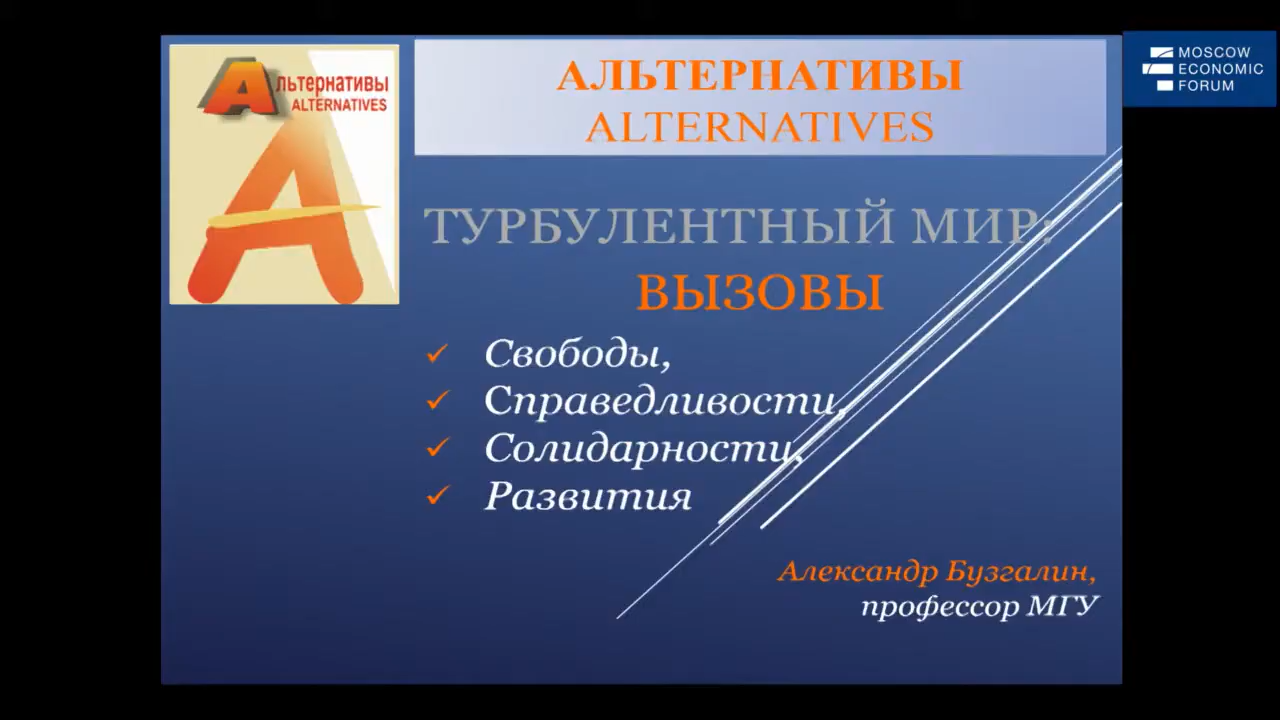 Альтернативы
ALTERNATIVES
АЛЬТЕРНАТИВЫ
ALTERNATIVES
MOSCOW
ECONOMIC
FORUM
ТУРБУЛЕНТНЫЙ МИР:
ВЫЗОВЫ
✓ Свободы,
✓ Справедливости,
✓ Солидарности,
✓ Развития
Александр Бузгалин,
профессор МГУ